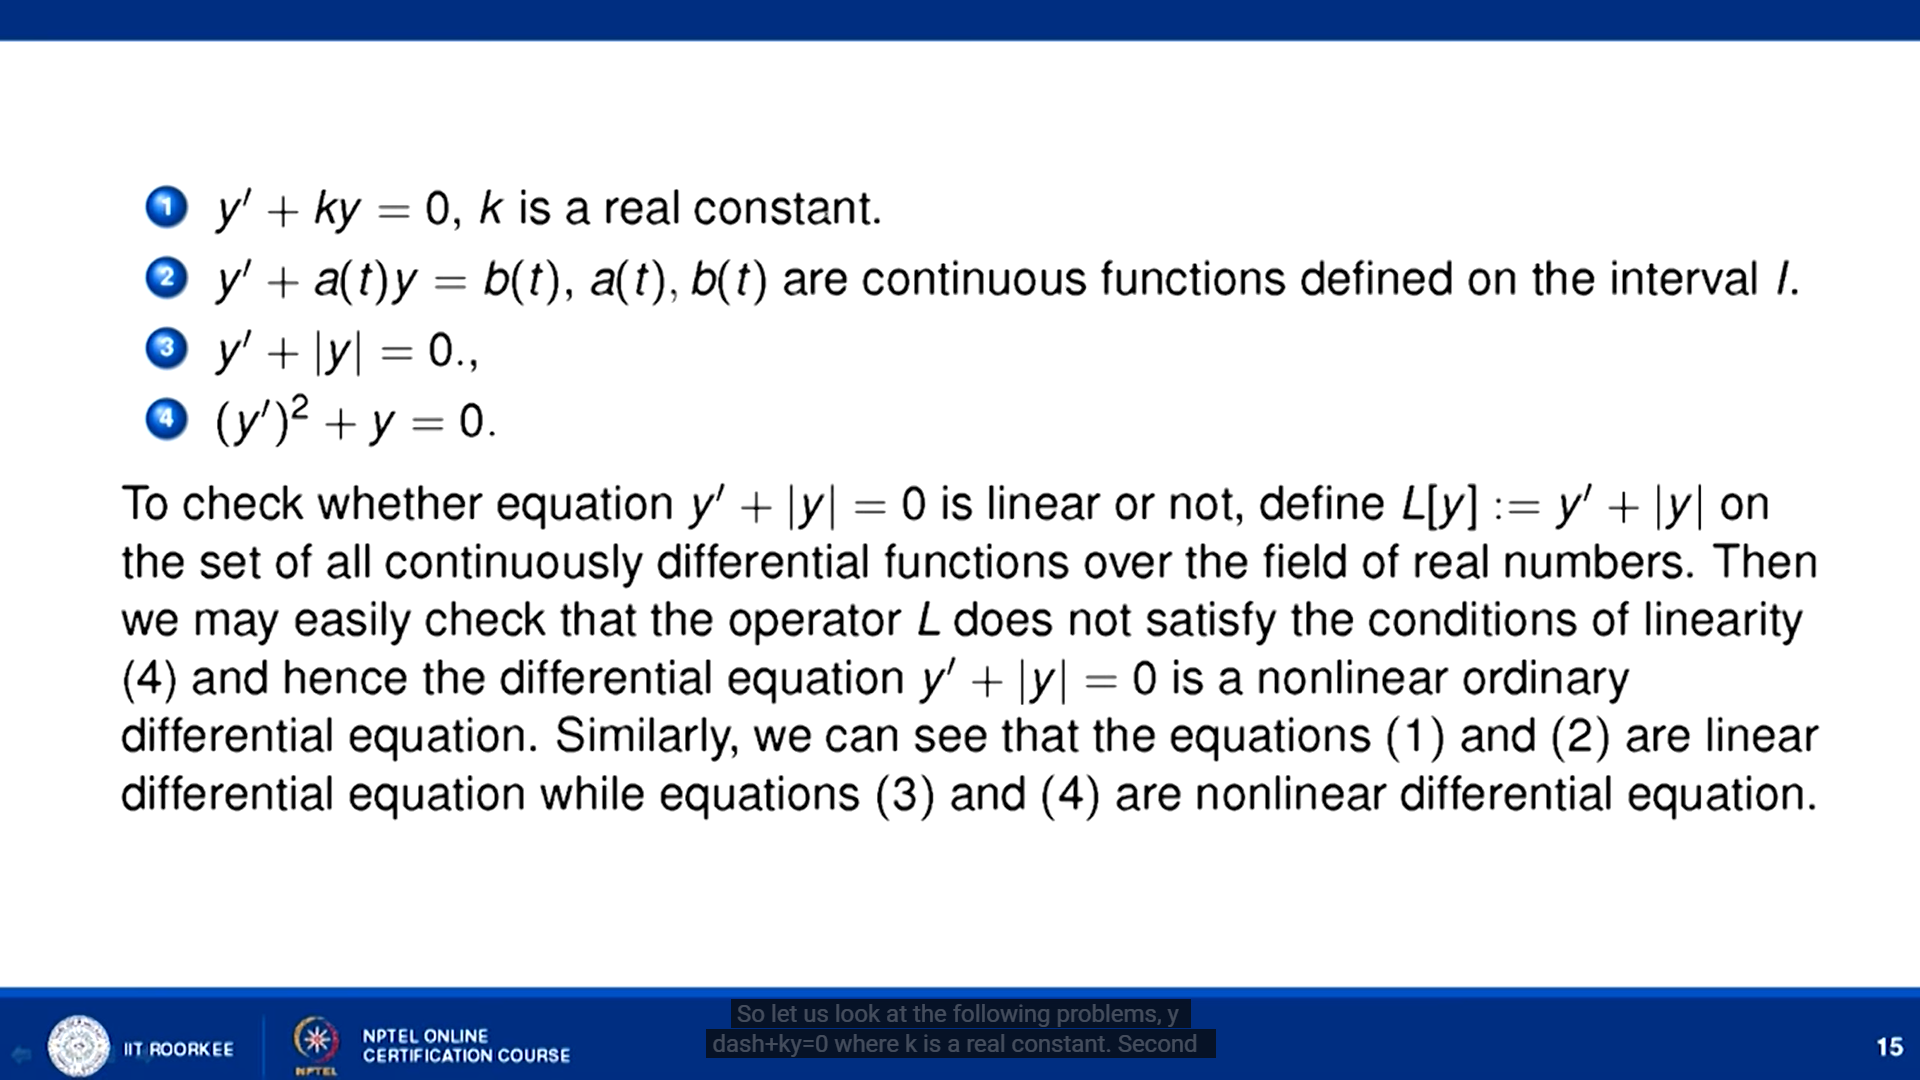 1 y′ + ky = 0, k is a real constant.
2 y′ + a(t)y = b(t), a(t), b(t) are continuous functions defined on the interval I.
3 y′ + |y| = 0.,
4 (y′)² + y = 0.
To check whether equation y′ + |y| = 0 is linear or not, define L[y] := y′ + |y| on
the set of all continuously differential functions over the field of real numbers. Then
we may easily check that the operator L does not satisfy the conditions of linearity
(4) and hence the differential equation y′ + |y| = 0 is a nonlinear ordinary
differential equation. Similarly, we can see that the equations (1) and (2) are linear
differential equation while equations (3) and (4) are nonlinear differential equation.
So let us look at the following problems, y
dash+ky=0 where k is a real constant. Second
IIT ROORKEE
NPTEL
NPTEL ONLINE
CERTIFICATION COURSE
15